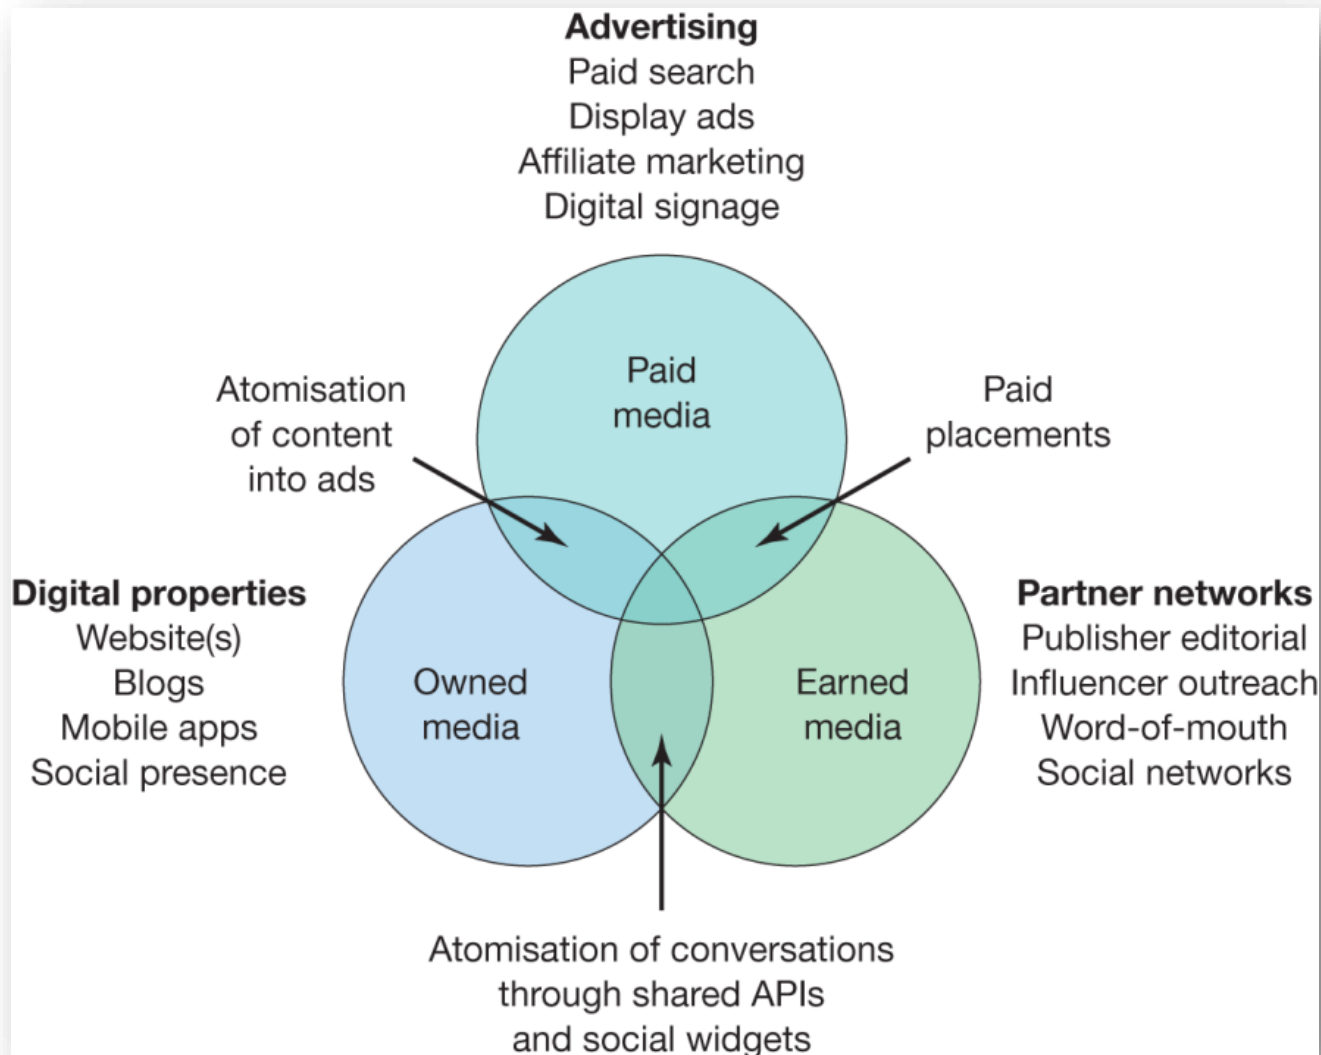 Advertising
Paid search
Display ads
Affiliate marketing
Digital signage
Paid
media
Atomisation
of content
into ads
Paid
placements
Digital properties
Website(s)
Blogs
Mobile apps
Social presence
Owned
media
Earned
media
Partner networks
Publisher editorial
Influencer outreach
Word-of-mouth
Social networks
Atomisation of conversations
through shared APIs
and social widgets